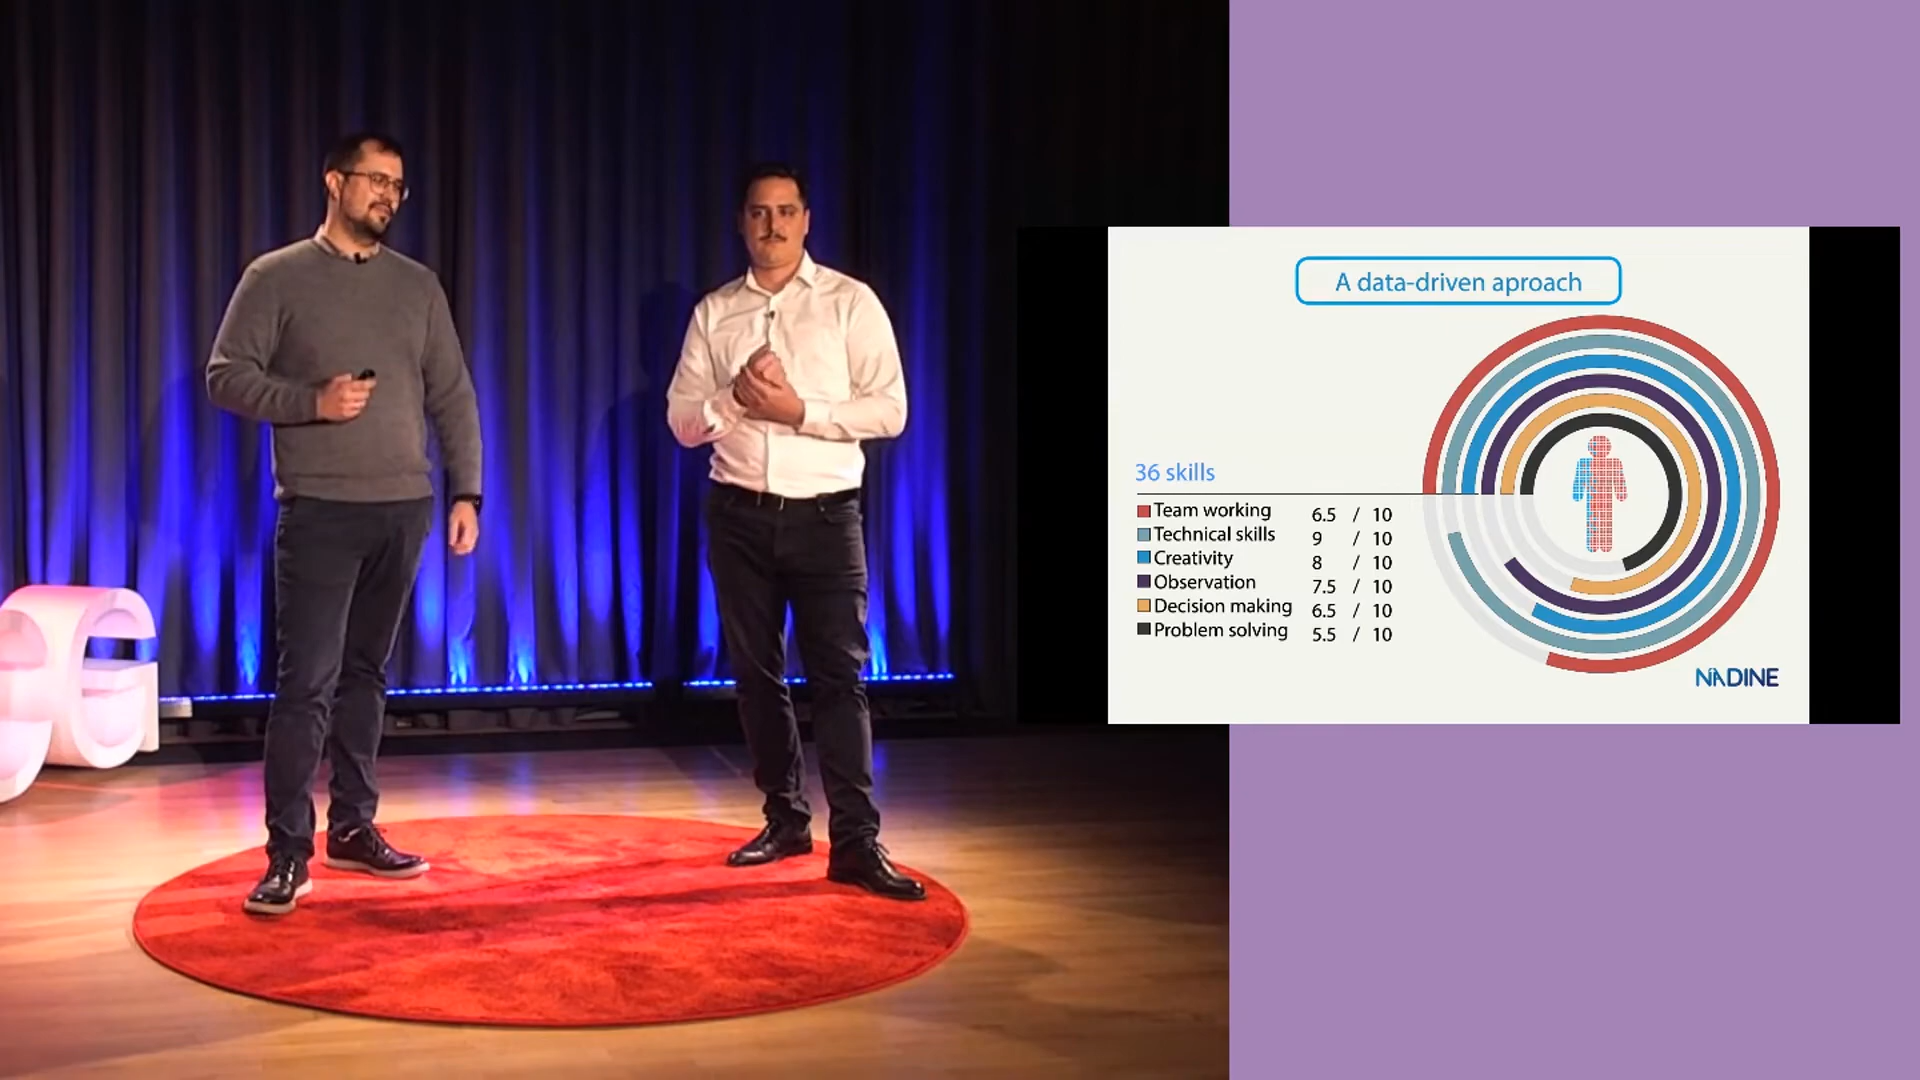 A data-driven aproach
36 skills
Team working 6.5 / 10
Technical skills 9 / 10
Creativity 8 / 10
Observation 7.5 / 10
Decision making 6.5 / 10
Problem solving 5.5 / 10
NADINE